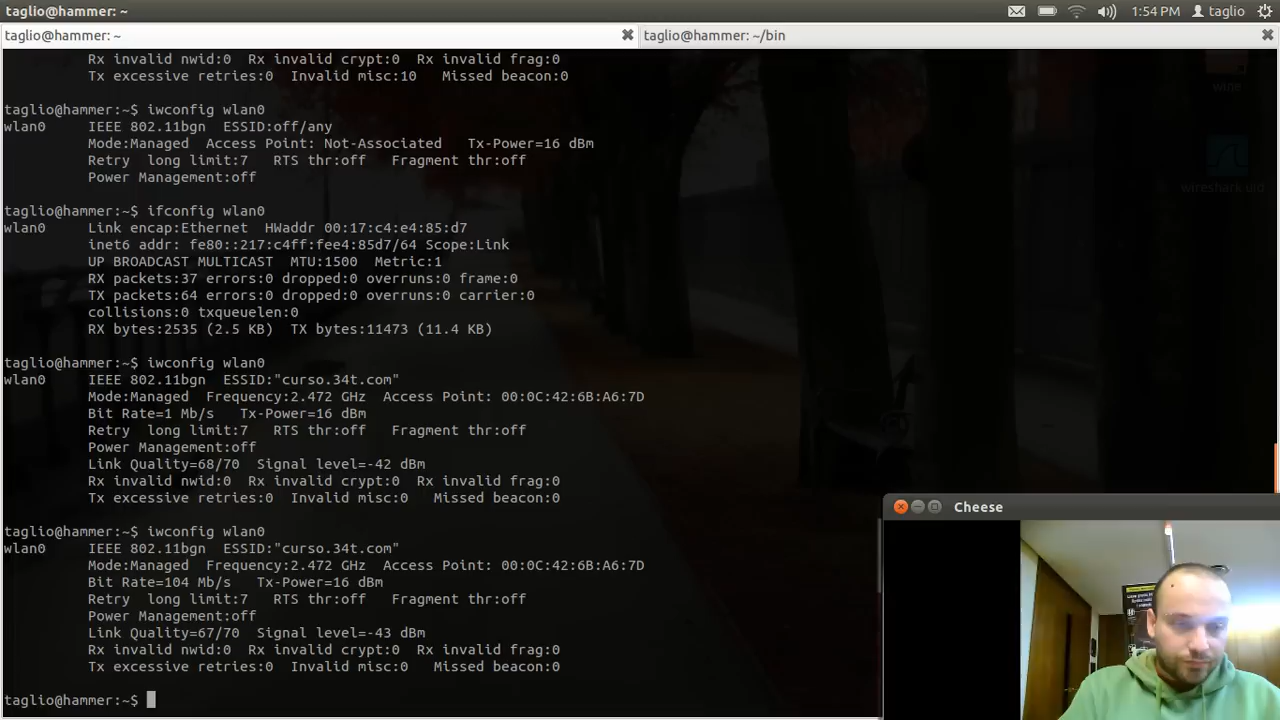 taglio@hammer: ~
1:54 PM
taglio
taglio@hammer: ~
taglio@hammer: ~/bin
Rx invalid nwid:0  Rx invalid crypt:0  Rx invalid frag:0
Tx excessive retries:0  Invalid misc:10   Missed beacon:0
taglio@hammer:~$ iwconfig wlan0
wlan0     IEEE 802.11bgn  ESSID:off/any
Mode:Managed  Access Point: Not-Associated   Tx-Power=16 dBm
Retry  long limit:7   RTS thr:off   Fragment thr:off
Power Management:off
taglio@hammer:~$ ifconfig wlan0
wlan0     Link encap:Ethernet  HWaddr 00:17:c4:e4:85:d7
inet6 addr: fe80::217:c4ff:fee4:85d7/64 Scope:Link
UP BROADCAST MULTICAST  MTU:1500  Metric:1
RX packets:37 errors:0 dropped:0 overruns:0 frame:0
TX packets:64 errors:0 dropped:0 overruns:0 carrier:0
collisions:0 txqueuelen:0
RX bytes:2535 (2.5 KB)  TX bytes:11473 (11.4 KB)
taglio@hammer:~$ iwconfig wlan0
wlan0     IEEE 802.11bgn  ESSID:"curso.34t.com"
Mode:Managed  Frequency:2.472 GHz  Access Point: 00:0C:42:6B:A6:7D
Bit Rate=1 Mb/s   Tx-Power=16 dBm
Retry  long limit:7   RTS thr:off   Fragment thr:off
Power Management:off
Link Quality=68/70  Signal level=-42 dBm
Rx invalid nwid:0  Rx invalid crypt:0  Rx invalid frag:0
Tx excessive retries:0  Invalid misc:0   Missed beacon:0
taglio@hammer:~$ iwconfig wlan0
wlan0     IEEE 802.11bgn  ESSID:"curso.34t.com"
Mode:Managed  Frequency:2.472 GHz  Access Point: 00:0C:42:6B:A6:7D
Bit Rate=104 Mb/s   Tx-Power=16 dBm
Retry  long limit:7   RTS thr:off   Fragment thr:off
Power Management:off
Link Quality=67/70  Signal level=-43 dBm
Rx invalid nwid:0  Rx invalid crypt:0  Rx invalid frag:0
Tx excessive retries:0  Invalid misc:0   Missed beacon:0
taglio@hammer:~$
wine
wireshark.uid
Cheese